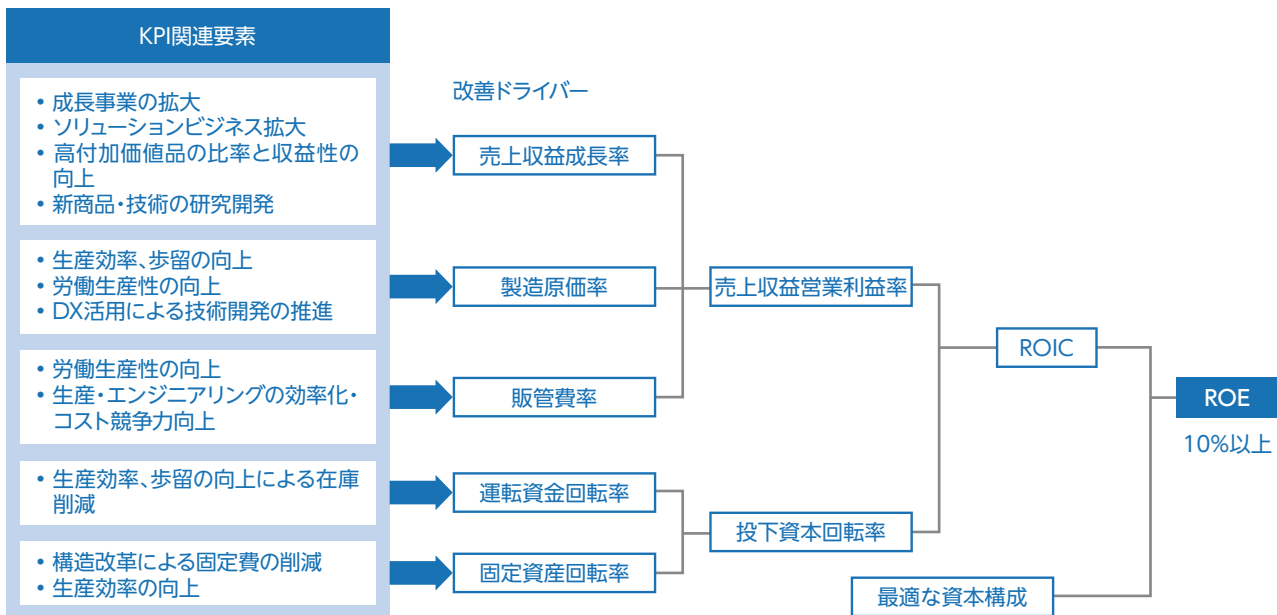 KPI関連要素
• 成長事業の拡大
• ソリューションビジネス拡大
• 高付加価値品の比率と収益性の
向上
• 新商品・技術の研究開発
• 生産効率、歩留の向上
• 労働生産性の向上
• DX活用による技術開発の推進
• 労働生産性の向上
• 生産・エンジニアリングの効率化・
コスト競争力向上
• 生産効率、歩留の向上による在庫
削減
• 構造改革による固定費の削減
• 生産効率の向上
改善ドライバー
売上収益成長率
製造原価率
販管費率
運転資金回転率
固定資産回転率
売上収益営業利益率
投下資本回転率
ROIC
最適な資本構成
ROE
10%以上